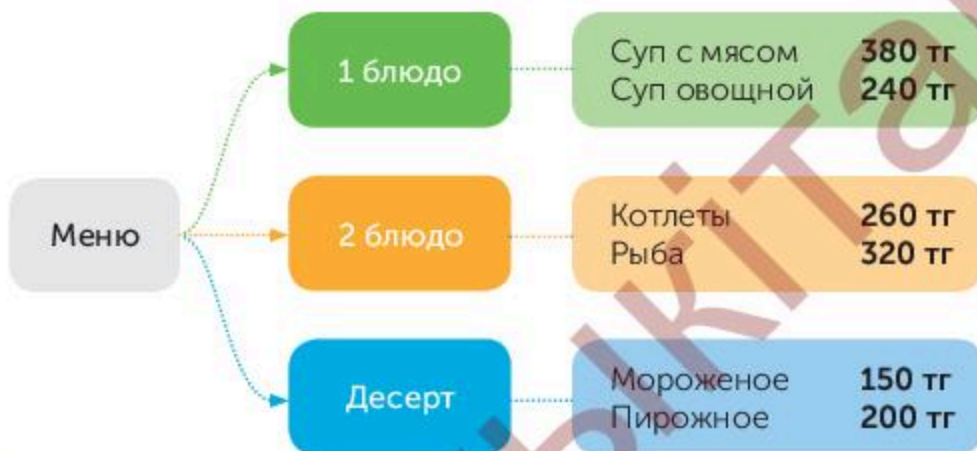 Меню
1 блюдо
Суп с мясом 380 тг
Суп овощной 240 тг
2 блюдо
Котлеты 260 тг
Рыба 320 тг
Десерт
Мороженое 150 тг
Пирожное 200 тг